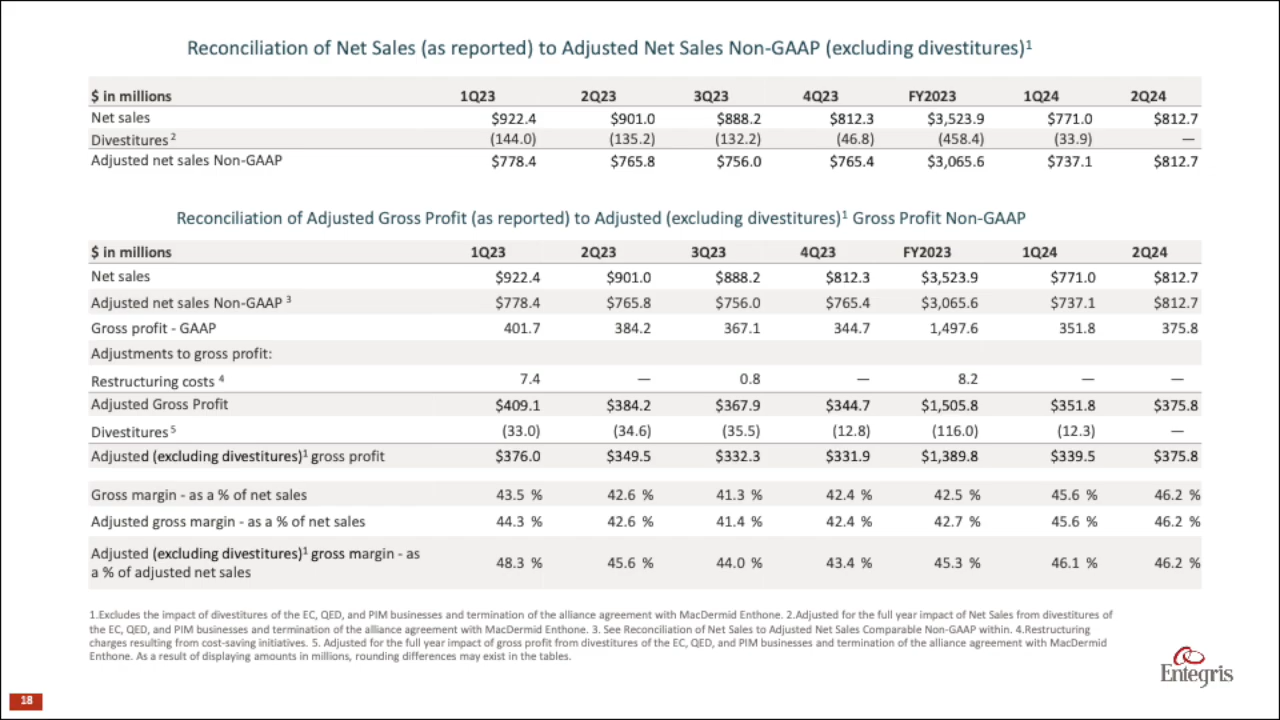 Reconciliation of Net Sales (as reported) to Adjusted Net Sales Non-GAAP (excluding divestitures)1
$ in millions 1Q23 2Q23 3Q23 4Q23 FY2023 1Q24 2Q24
Net sales $922.4 $901.0 $888.2 $812.3 $3,523.9 $771.0 $812.7
Divestitures 2 (144.0) (135.2) (132.2) (46.8) (458.4) (33.9) —
Adjusted net sales Non-GAAP $778.4 $765.8 $756.0 $765.4 $3,065.6 $737.1 $812.7
Reconciliation of Adjusted Gross Profit (as reported) to Adjusted (excluding divestitures)1 Gross Profit Non-GAAP
$ in millions 1Q23 2Q23 3Q23 4Q23 FY2023 1Q24 2Q24
Net sales $922.4 $901.0 $888.2 $812.3 $3,523.9 $771.0 $812.7
Adjusted net sales Non-GAAP 3 $778.4 $765.8 $756.0 $765.4 $3,065.6 $737.1 $812.7
Gross profit - GAAP 401.7 384.2 367.1 344.7 1,497.6 351.8 375.8
Adjustments to gross profit:
Restructuring costs 4 7.4 — 0.8 — 8.2 — —
Adjusted Gross Profit $409.1 $384.2 $367.9 $344.7 $1,505.8 $351.8 $375.8
Divestitures 5 (33.0) (34.6) (35.5) (12.8) (116.0) (12.3) —
Adjusted (excluding divestitures)1 gross profit $376.0 $349.5 $332.3 $331.9 $1,389.8 $339.5 $375.8
Gross margin - as a % of net sales 43.5 % 42.6 % 41.3 % 42.4 % 42.5 % 45.6 % 46.2 %
Adjusted gross margin - as a % of net sales 44.3 % 42.6 % 41.4 % 42.4 % 42.7 % 45.6 % 46.2 %
Adjusted (excluding divestitures)1 gross margin - as
a % of adjusted net sales 48.3 % 45.6 % 44.0 % 43.4 % 45.3 % 46.1 % 46.2 %
1.Excludes the impact of divestitures of the EC, QED, and PIM businesses and termination of the alliance agreement with MacDermid Enthone. 2.Adjusted for the full year impact of Net Sales from divestitures of
the EC, QED, and PIM businesses and termination of the alliance agreement with MacDermid Enthone. 3. See Reconciliation of Net Sales to Adjusted Net Sales Comparable Non-GAAP within. 4.Restructuring
charges resulting from cost-saving initiatives. 5. Adjusted for the full year impact of gross profit from divestitures of the EC, QED, and PIM businesses and termination of the alliance agreement with MacDermid
Enthone. As a result of displaying amounts in millions, rounding differences may exist in the tables.
Entegris
18